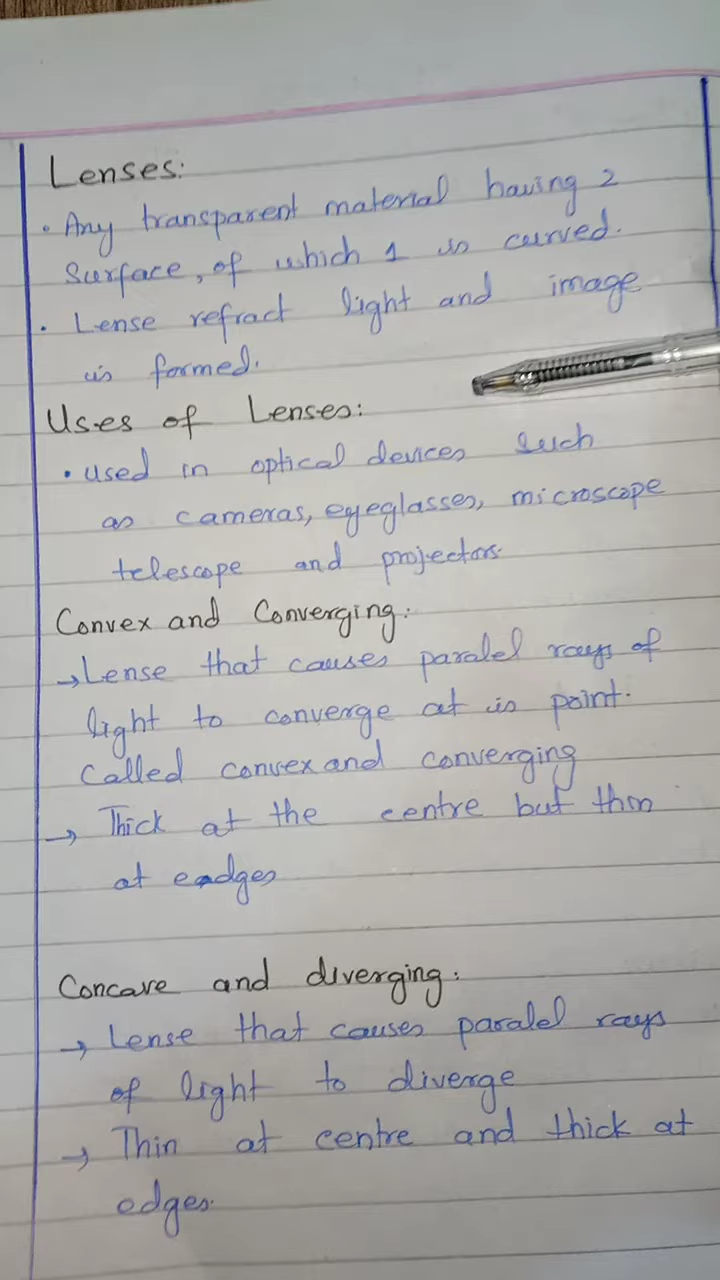 Lenses:
• Any transparent material having 2
surface, of which 1 is curved.
• Lense refract light and image
is formed.
Uses of Lenses:
• used in optical devices such
as cameras, eyeglasses, microscope
telescope and projectors.
Convex and Converging:
→ Lense that causes paralel rays of
light to converge at is point.
Called convex and converging
→ Thick at the centre but thin
at eadges
Concave and diverging:
→ Lense that causes paralel rays
of light to diverge
→ Thin at centre and thick at
edges.